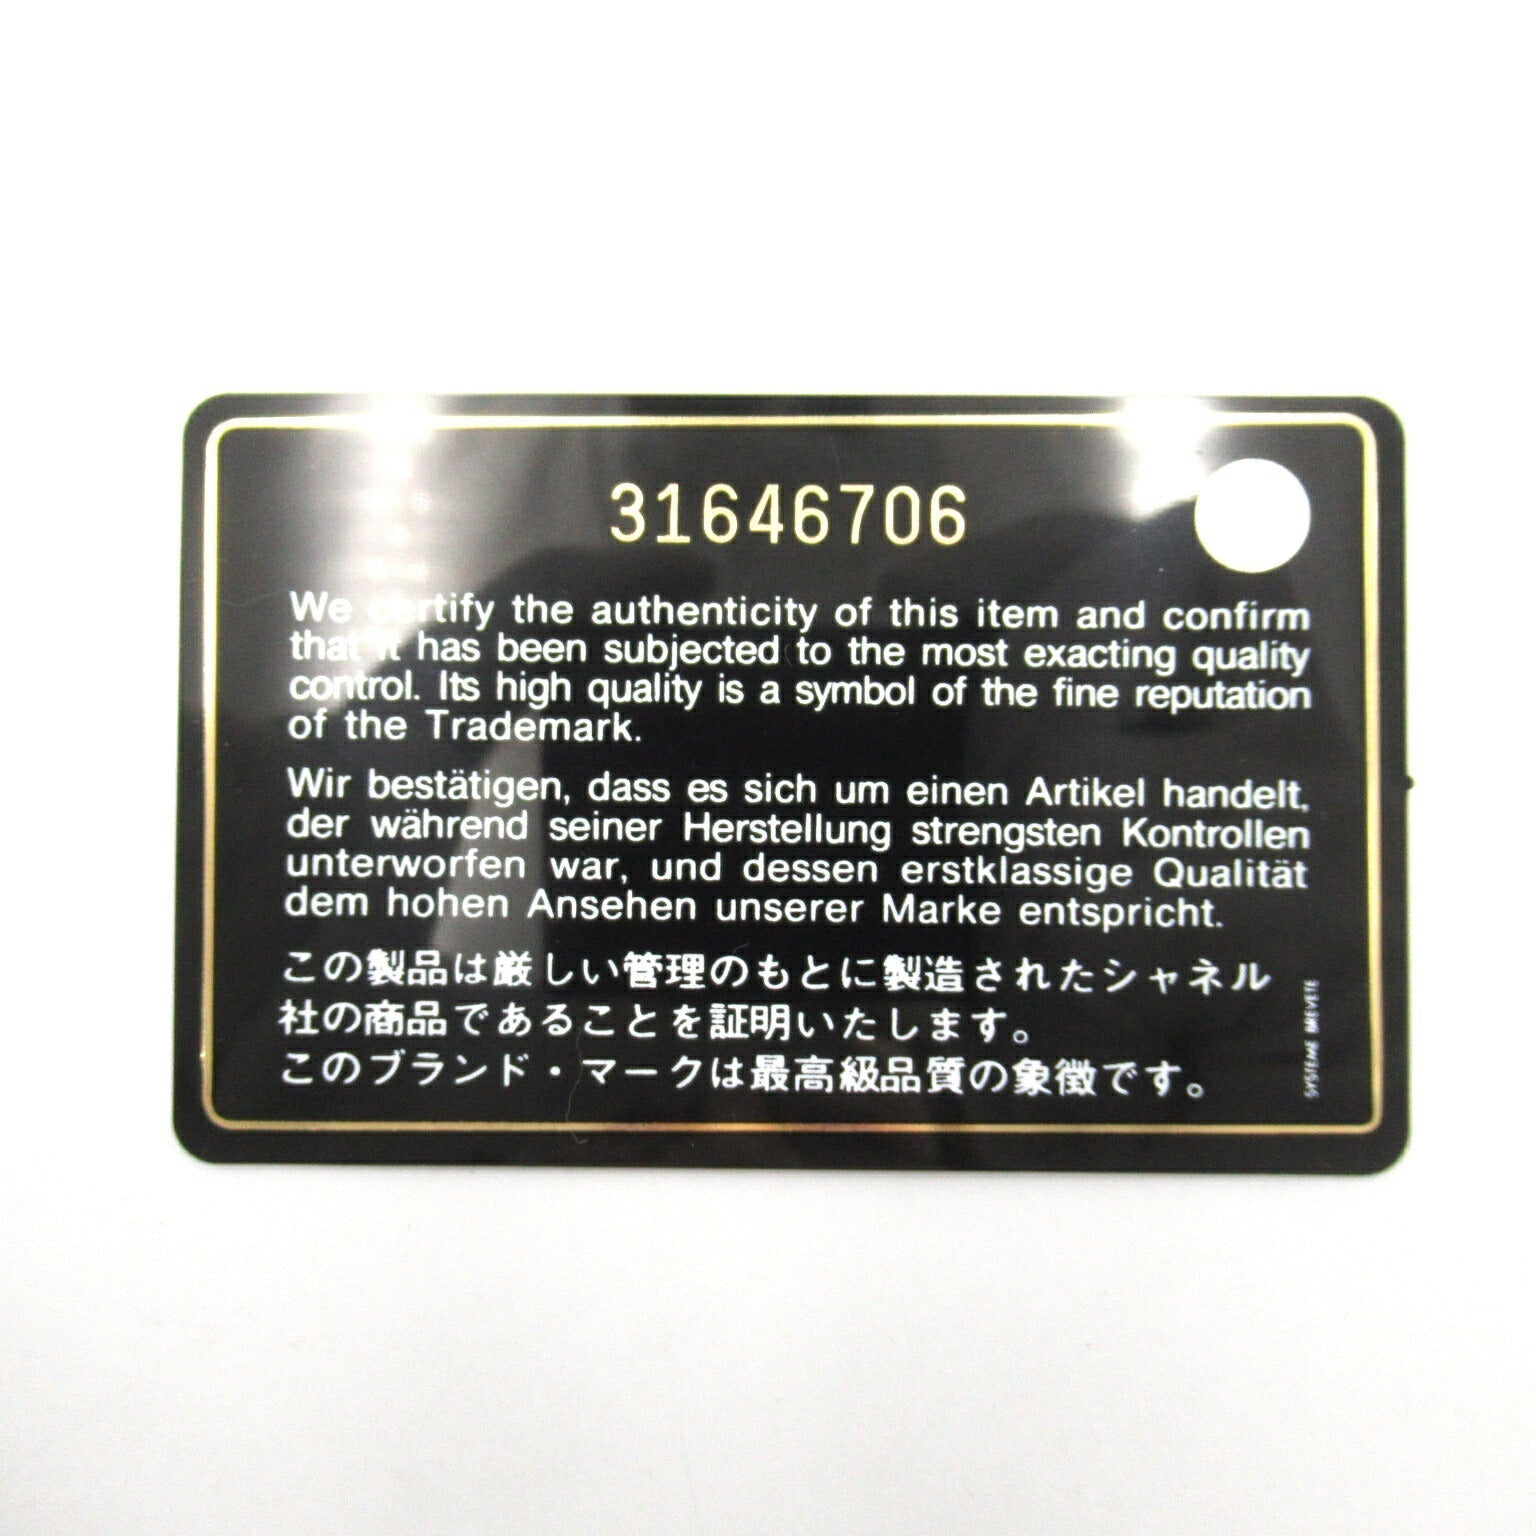 31646706
We certify the authenticity of this item and confirm
that it has been subjected to the most exacting quality
control. Its high quality is a symbol of the fine reputation
of the Trademark.
Wir bestätigen, dass es sich um einen Artikel handelt,
der während seiner Herstellung strengsten Kontrollen
unterworfen war, und dessen erstklassige Qualität
dem hohen Ansehen unserer Marke entspricht.
この製品は厳しい管理のもとに製造されたシャネル
社の商品であることを証明いたします。
このブランド・マークは最高級品質の象徴です。
SYSTEME BREVETE